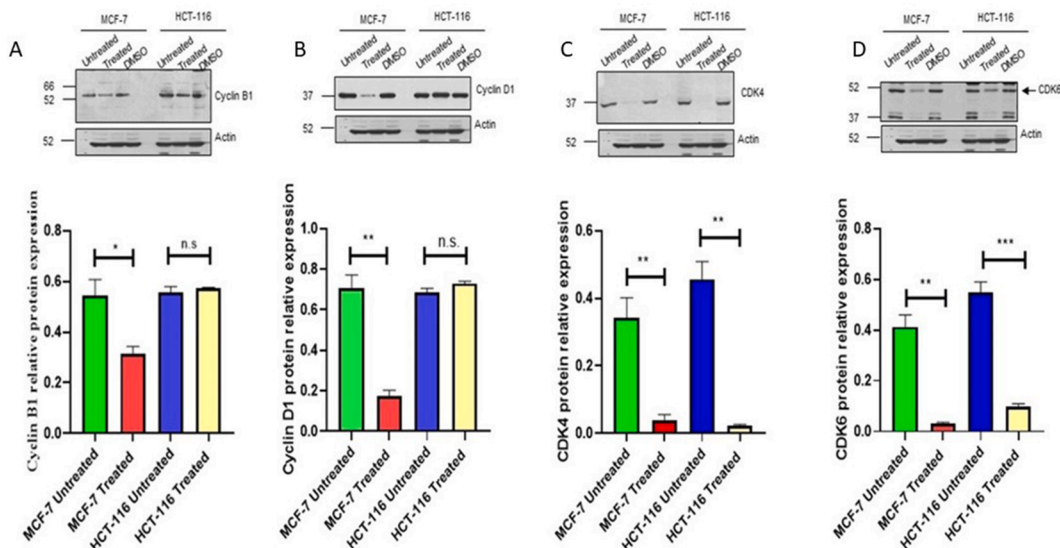 A
MCF-7 HCT-116
Untreated Treated DMSO Untreated Treated DMSO
66
52
Cyclin B1
52
Actin
Cyclin B1 relative protein expression
0.8
0.6
0.4
0.2
0.0
* n.s
MCF-7 Untreated
MCF-7 Treated
HCT-116 Untreated
HCT-116 Treated
B
MCF-7 HCT-116
Untreated Treated DMSO Untreated Treated DMSO
37
Cyclin D1
52
Actin
Cyclin D1 protein relative expression
1.0
0.8
0.6
0.4
0.2
0.0
** n.s.
MCF-7 Untreated
MCF-7 Treated
HCT-116 Untreated
HCT-116 Treated
C
MCF-7 HCT-116
Untreated Treated DMSO Untreated Treated DMSO
37
CDK4
52
Actin
CDK4 protein relative expression
0.6
0.4
0.2
0.0
** **
MCF-7 Untreated
MCF-7 Treated
HCT-116 Untreated
HCT-116 Treated
D
MCF-7 HCT-116
Untreated Treated DMSO Untreated Treated DMSO
52
37
CDK6
52
Actin
CDK6 protein relative expression
0.8
0.6
0.4
0.2
0.0
** ***
MCF-7 Untreated
MCF-7 Treated
HCT-116 Untreated
HCT-116 Treated